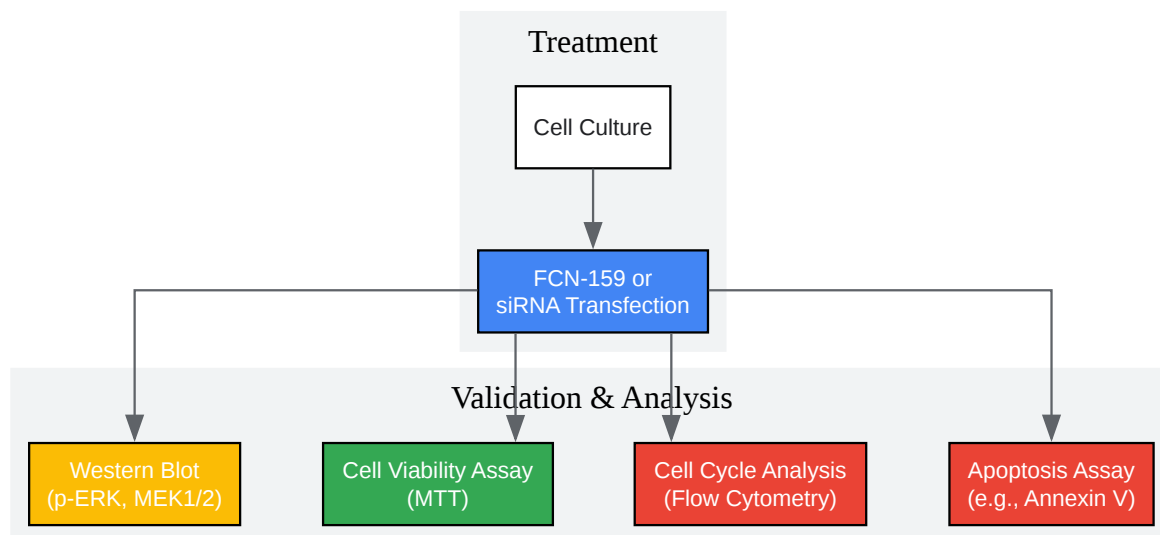 Treatment
Cell Culture
FCN-159 or
siRNA Transfection
Validation & Analysis
Western Blot
(p-ERK, MEK1/2)
Cell Viability Assay
(MTT)
Cell Cycle Analysis
(Flow Cytometry)
Apoptosis Assay
(e.g., Annexin V)